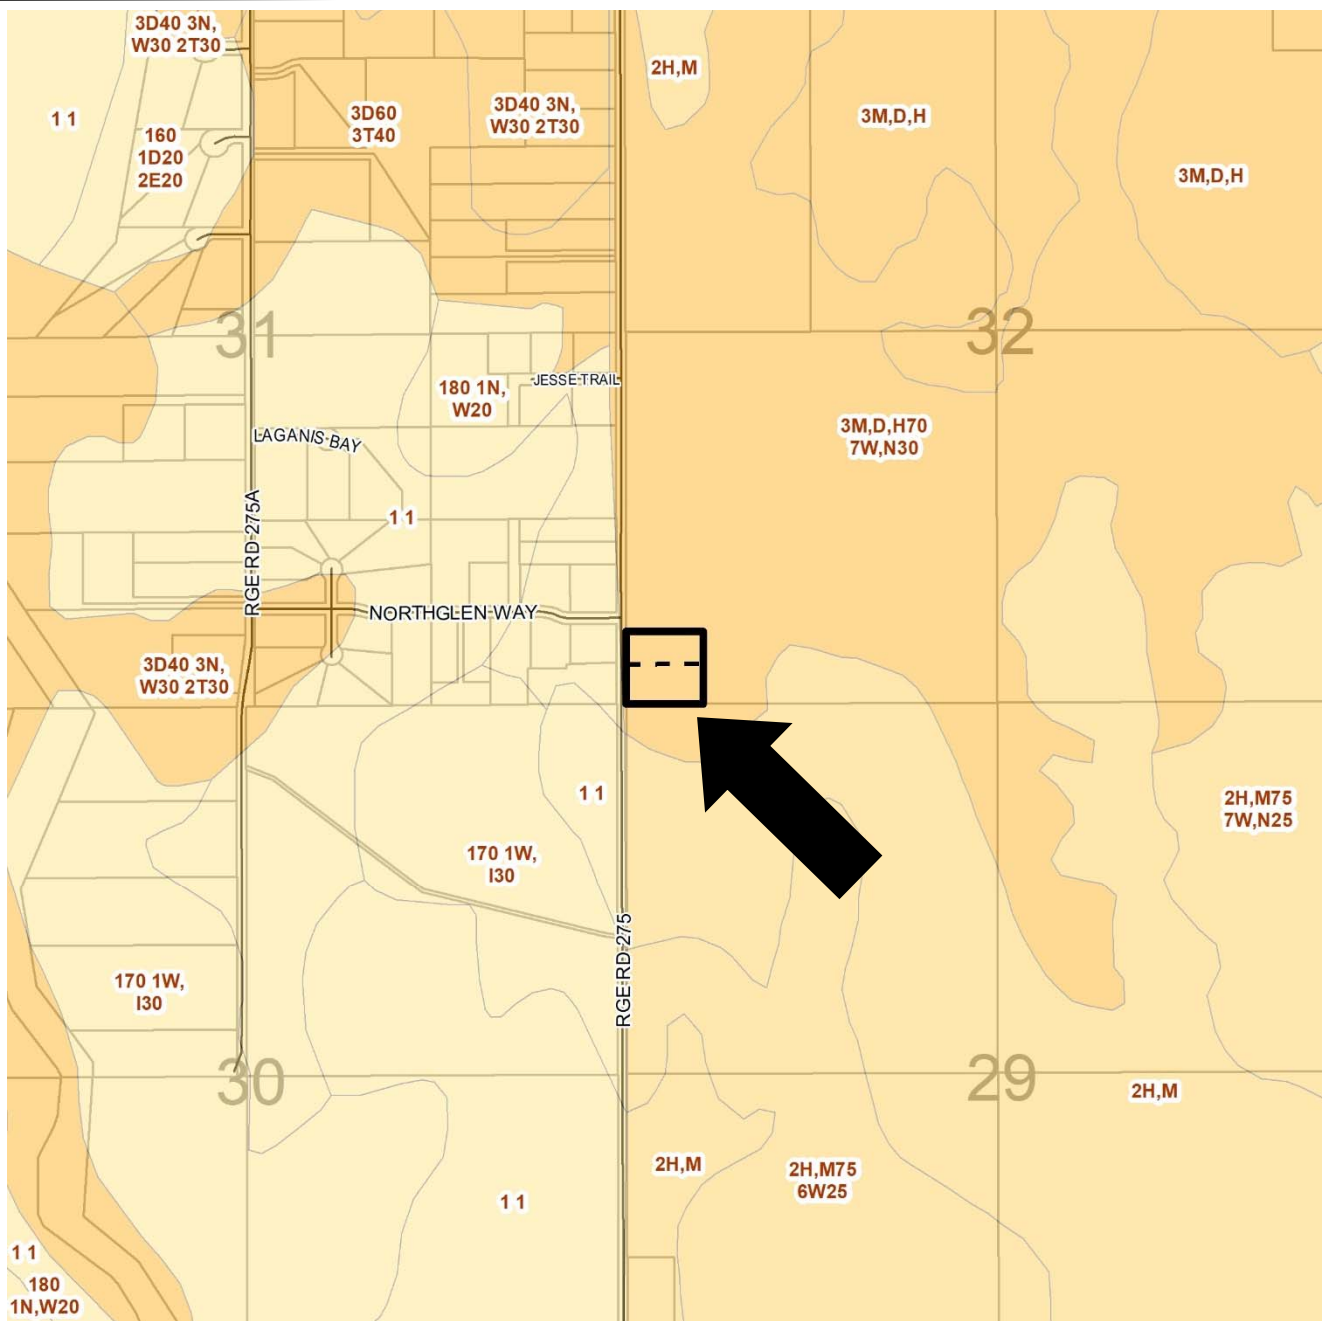 3D40 3N,
W30 2T30
2H,M
1 1
160
1D20
2E20
3D60
3T40
3D40 3N,
W30 2T30
3M,D,H
3M,D,H
31
32
180 1N,
W20
JESSE TRAIL
LAGANIS BAY
3M,D,H70
7W,N30
RGE RD 275A
1 1
NORTHGLEN WAY
3D40 3N,
W30 2T30
1 1
2H,M75
7W,N25
170 1W,
I30
RGE RD 275
170 1W,
I30
30
29
2H,M
2H,M
2H,M75
6W25
1 1
1 1
180
1N,W20